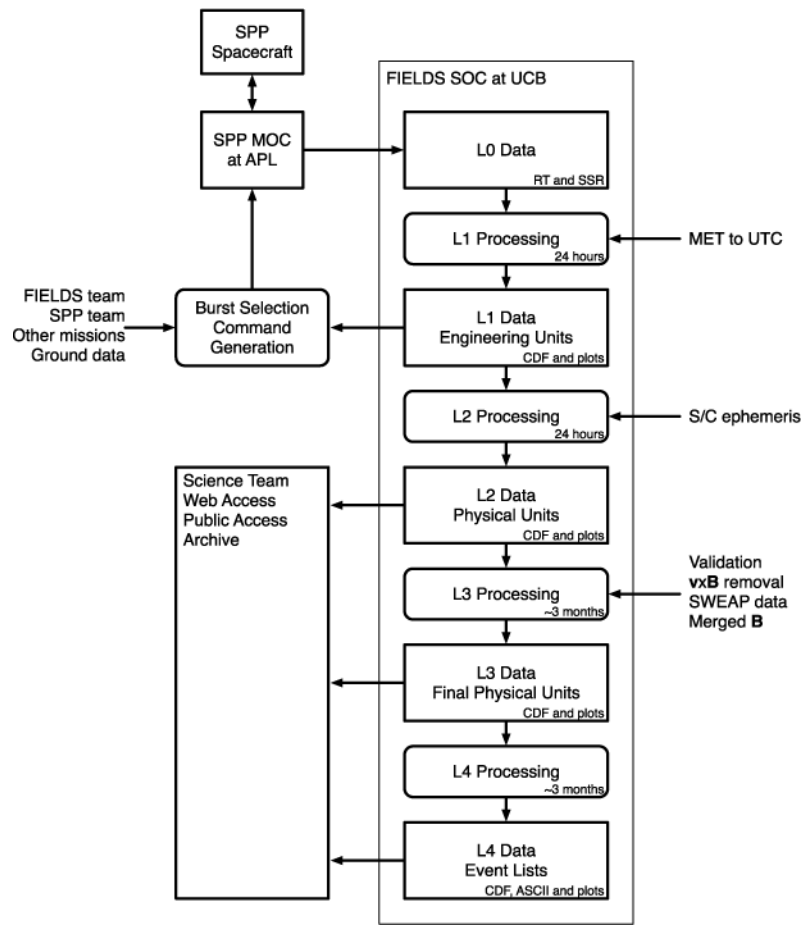 SPP
Spacecraft
FIELDS SOC at UCB
SPP MOC
at APL
L0 Data
RT and SSR
L1 Processing
24 hours
MET to UTC
FIELDS team
SPP team
Other missions
Ground data
Burst Selection
Command
Generation
L1 Data
Engineering Units
CDF and plots
L2 Processing
24 hours
S/C ephemeris
Science Team
Web Access
Public Access
Archive
L2 Data
Physical Units
CDF and plots
L3 Processing
~3 months
Validation
vxB removal
SWEAP data
Merged B
L3 Data
Final Physical Units
CDF and plots
L4 Processing
~3 months
L4 Data
Event Lists
CDF, ASCII and plots